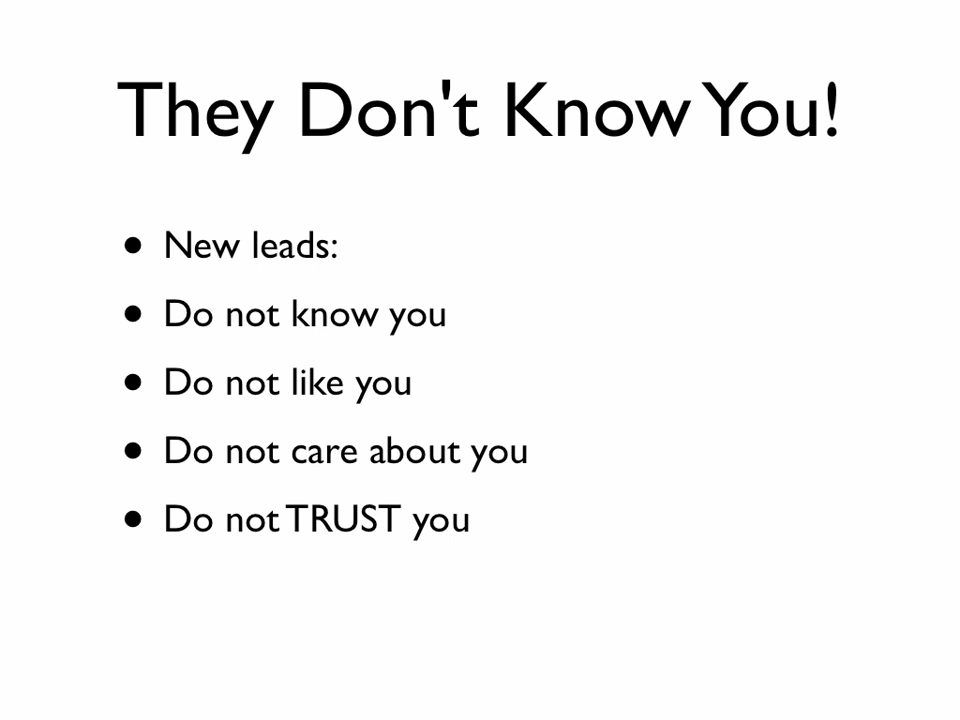 They Don't Know You!
• New leads:
• Do not know you
• Do not like you
• Do not care about you
• Do not TRUST you